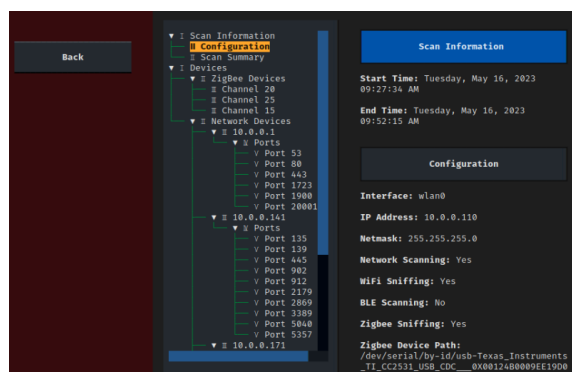 Back
Scan Information
Configuration
Scan Summary
Devices
ZigBee Devices
Channel 20
Channel 25
Channel 15
Network Devices
10.0.0.1
Ports
Port 53
Port 80
Port 443
Port 1723
Port 1900
Port 20001
10.0.0.141
Ports
Port 135
Port 139
Port 445
Port 902
Port 912
Port 2179
Port 2869
Port 3389
Port 5040
Port 5357
10.0.0.171
Scan Information
Start Time: Tuesday, May 16, 2023
09:27:34 AM
End Time: Tuesday, May 16, 2023
09:52:15 AM
Configuration
Interface: wlan0
IP Address: 10.0.0.110
Netmask: 255.255.255.0
Network Scanning: Yes
WiFi Sniffing: Yes
BLE Scanning: No
Zigbee Sniffing: Yes
Zigbee Device Path:
/dev/serial/by-id/usb-Texas_Instruments
_TI_CC2531_USB_CDC___0X00124B0009EE19D0